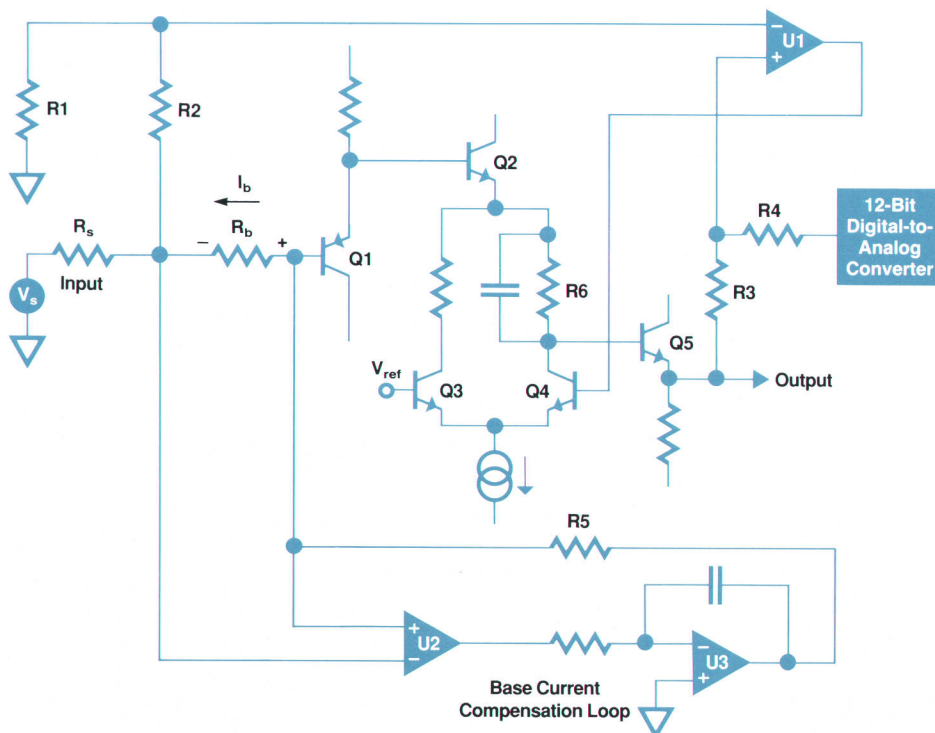 U1
−
+
R1
R2
Q2
I_b
R_s
R_b
−
+
Q1
Input
V_s
R4
12-Bit
Digital-to-
Analog
Converter
R3
R6
Q5
V_ref
Q3
Q4
Output
R5
+
U2
−
−
U3
+
Base Current
Compensation Loop